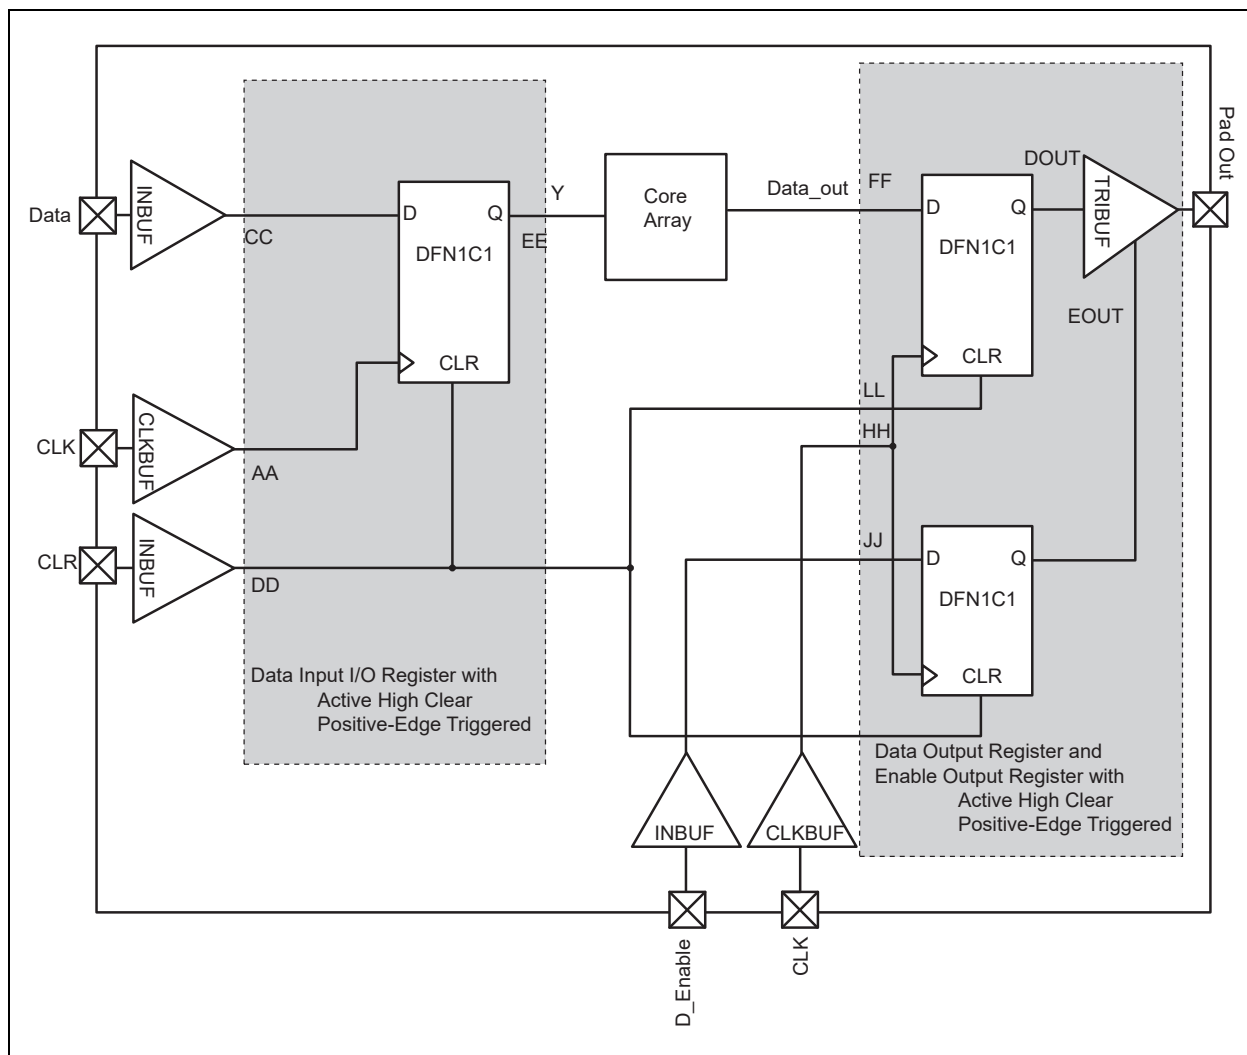 Pad Out
DOUT
INBUF
TRIBUF
Y
Core
Array
Data_out
FF
Data
D
Q
D
Q
CC
EE
DFN1C1
DFN1C1
EOUT
CLR
CLR
CLKBUF
LL
CLK
HH
AA
INBUF
JJ
CLR
D
Q
DD
DFN1C1
CLR
Data Input I/O Register with
Active High Clear
Positive-Edge Triggered
Data Output Register and
Enable Output Register with
Active High Clear
Positive-Edge Triggered
INBUF
CLKBUF
D_Enable
CLK